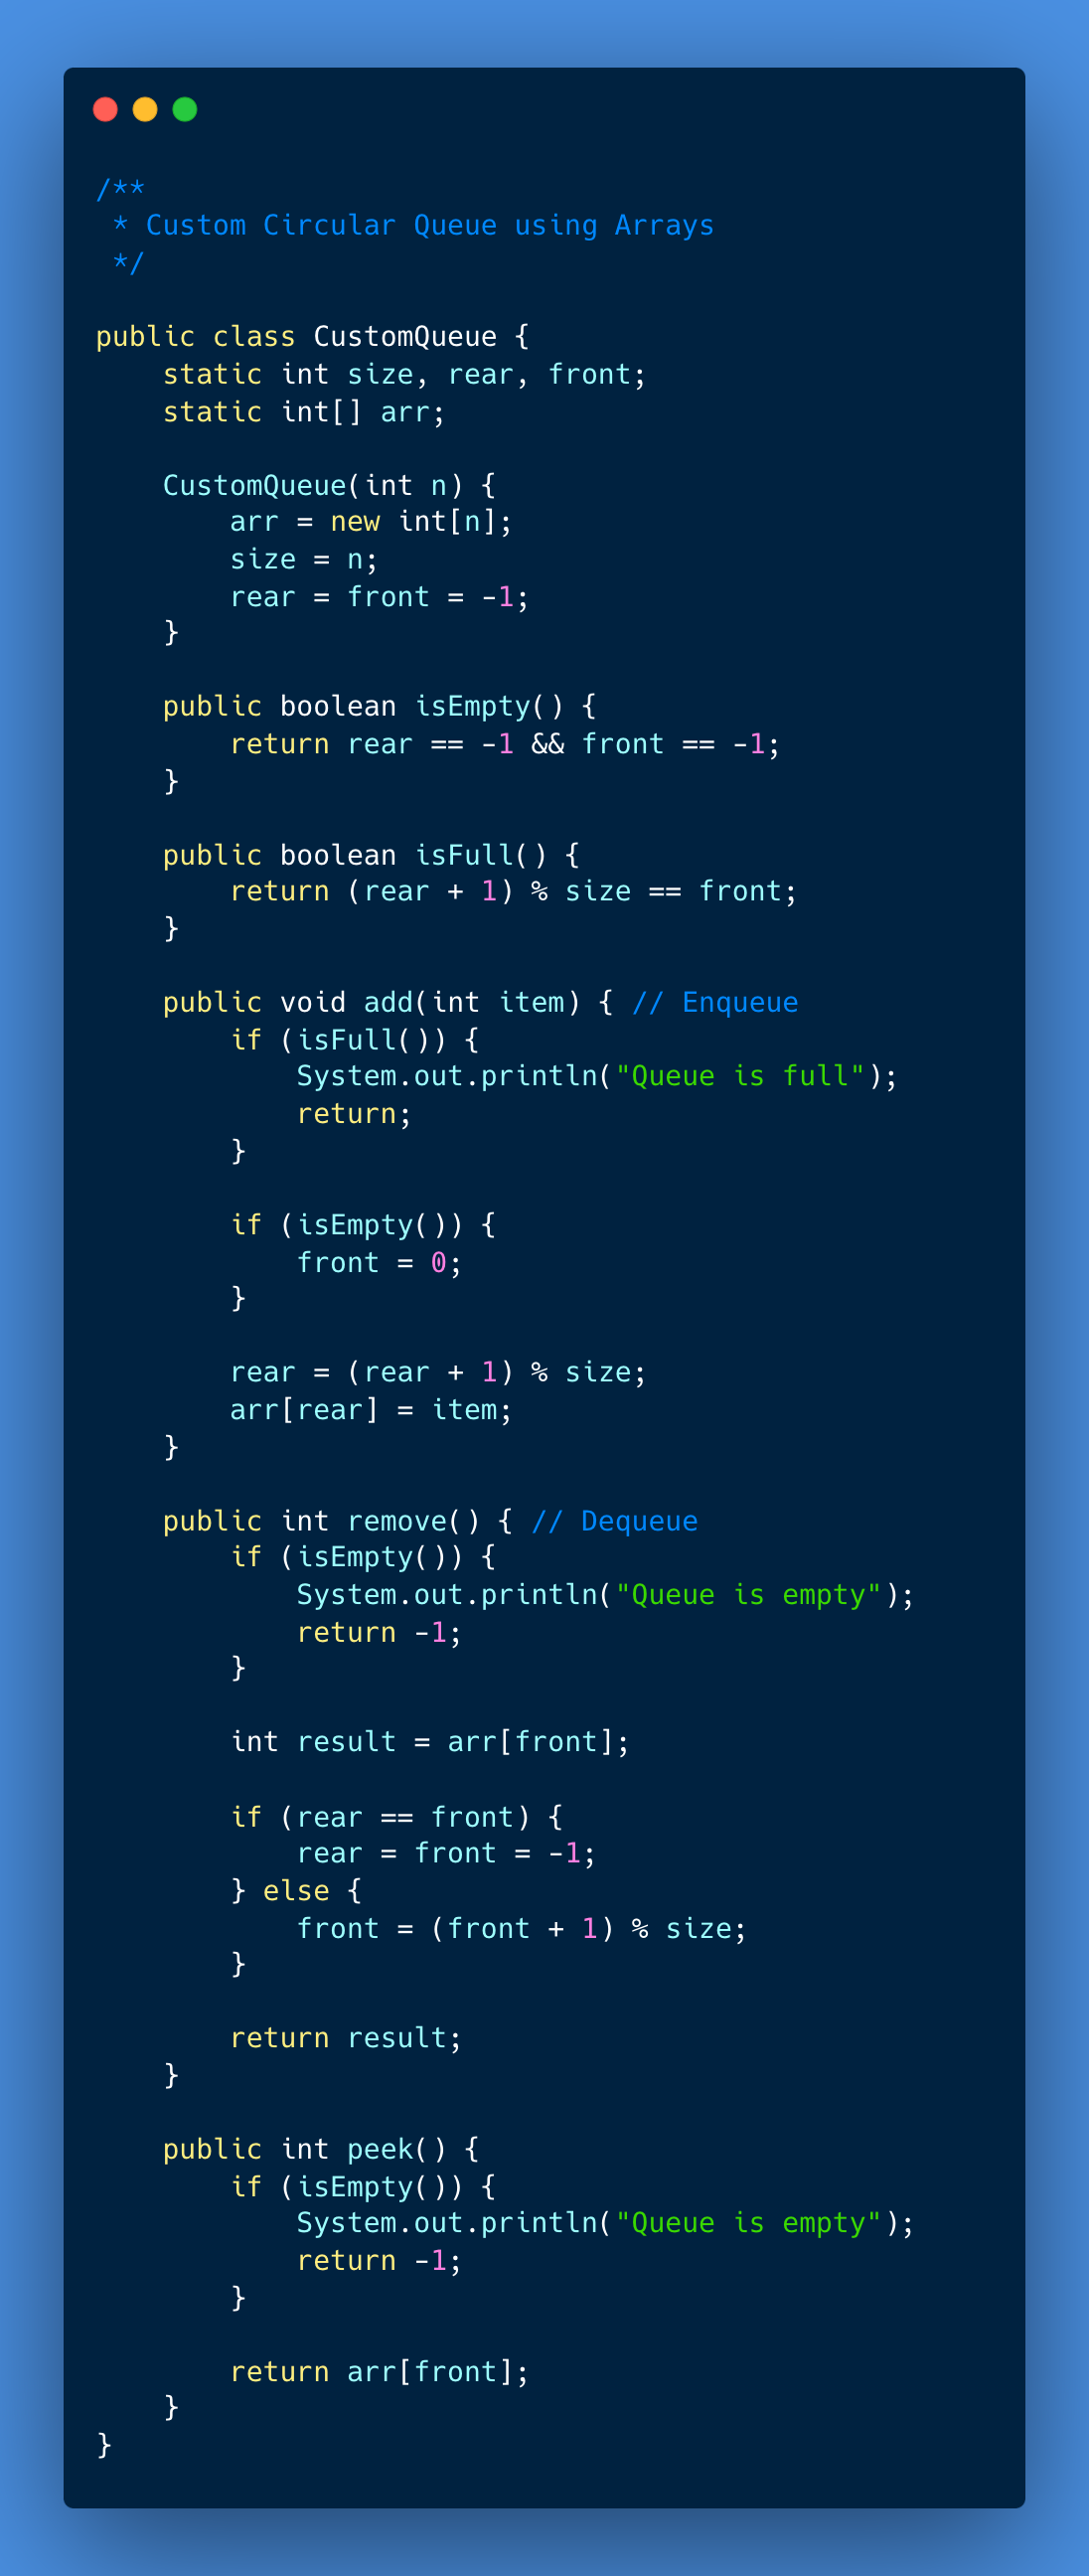 /**
 * Custom Circular Queue using Arrays
 */

public class CustomQueue {
    static int size, rear, front;
    static int[] arr;

    CustomQueue(int n) {
        arr = new int[n];
        size = n;
        rear = front = -1;
    }

    public boolean isEmpty() {
        return rear == -1 && front == -1;
    }

    public boolean isFull() {
        return (rear + 1) % size == front;
    }

    public void add(int item) { // Enqueue
        if (isFull()) {
            System.out.println("Queue is full");
            return;
        }

        if (isEmpty()) {
            front = 0;
        }

        rear = (rear + 1) % size;
        arr[rear] = item;
    }

    public int remove() { // Dequeue
        if (isEmpty()) {
            System.out.println("Queue is empty");
            return -1;
        }

        int result = arr[front];

        if (rear == front) {
            rear = front = -1;
        } else {
            front = (front + 1) % size;
        }

        return result;
    }

    public int peek() {
        if (isEmpty()) {
            System.out.println("Queue is empty");
            return -1;
        }

        return arr[front];
    }
}